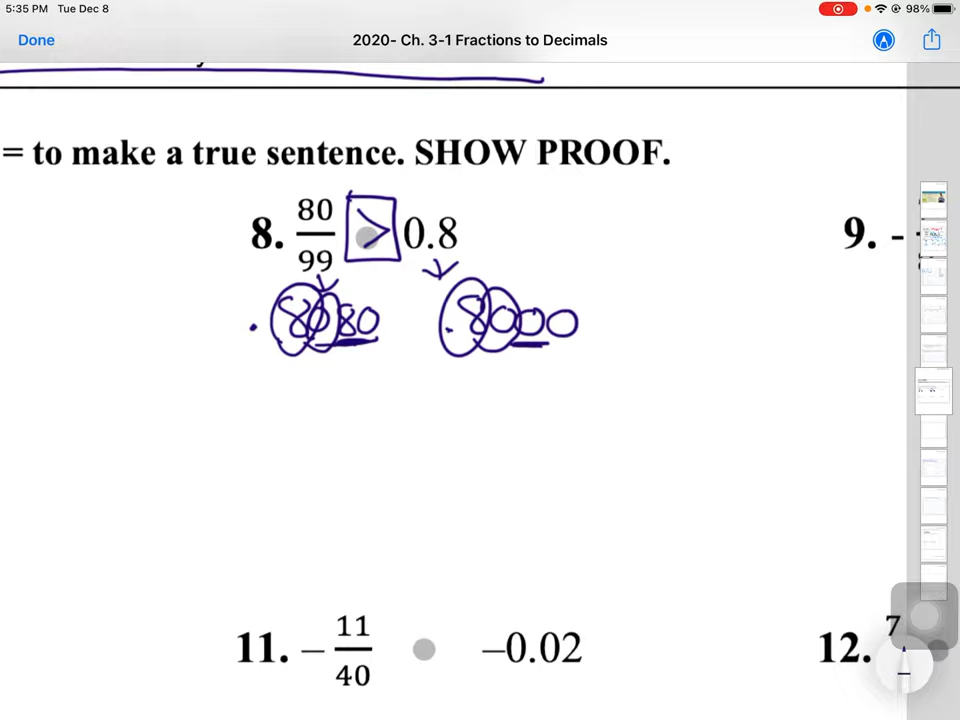 5:35 PM Tue Dec 8 98%
Done 2020- Ch. 3-1 Fractions to Decimals
= to make a true sentence. SHOW PROOF.
8. 80/99 > 0.8
9. -
.8080 .8000
11. – 11/40 –0.02
12. 7